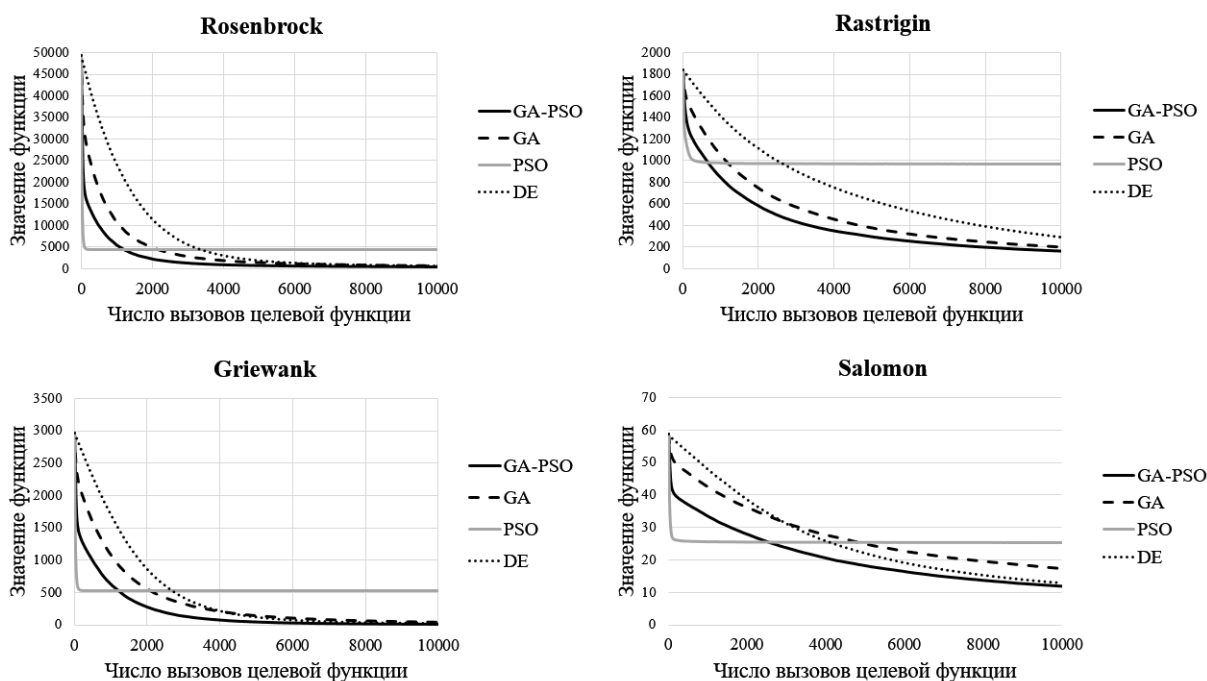 Rosenbrock
Значение функции
50000
45000
40000
35000
30000
25000
20000
15000
10000
5000
0
0 2000 4000 6000 8000 10000
Число вызовов целевой функции
GA-PSO
GA
PSO
DE
Rastrigin
Значение функции
2000
1800
1600
1400
1200
1000
800
600
400
200
0
0 2000 4000 6000 8000 10000
Число вызовов целевой функции
GA-PSO
GA
PSO
DE
Griewank
Значение функции
3500
3000
2500
2000
1500
1000
500
0
0 2000 4000 6000 8000 10000
Число вызовов целевой функции
GA-PSO
GA
PSO
DE
Salomon
Значение функции
70
60
50
40
30
20
10
0
0 2000 4000 6000 8000 10000
Число вызовов целевой функции
GA-PSO
GA
PSO
DE